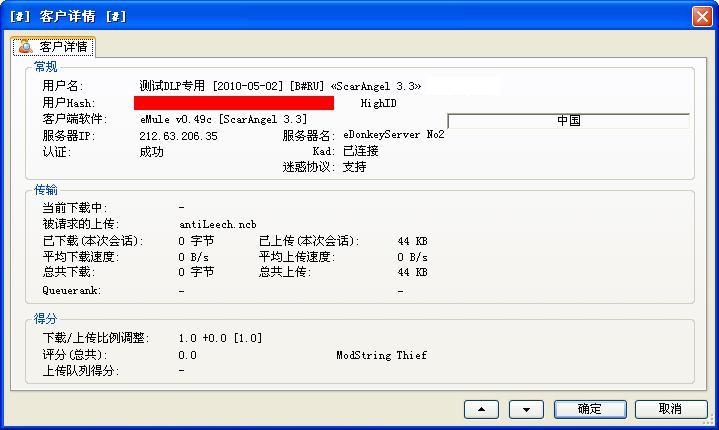 [#] 客户详情 [#]
客户详情
常规
用户名: 测试DLP专用 [2010-05-02] [B#RU] «ScarAngel 3.3»
用户Hash: HighID
客户端软件: eMule v0.49c [ScarAngel 3.3] 中国
服务器IP: 212.63.206.35 服务器名: eDonkeyServer No2
认证: 成功 Kad: 已连接
迷惑协议: 支持
传输
当前下载中: -
被请求的上传: antiLeech.ncb
已下载(本次会话): 0 字节 已上传(本次会话): 44 KB
平均下载速度: 0 B/s 平均上传速度: 0 B/s
总共下载: 0 字节 总共上传: 44 KB
Queuerank: - -
得分
下载/上传比例调整: 1.0 +0.0 [1.0]
评分(总共): 0.0 ModString Thief
上传队列得分: -
确定 取消